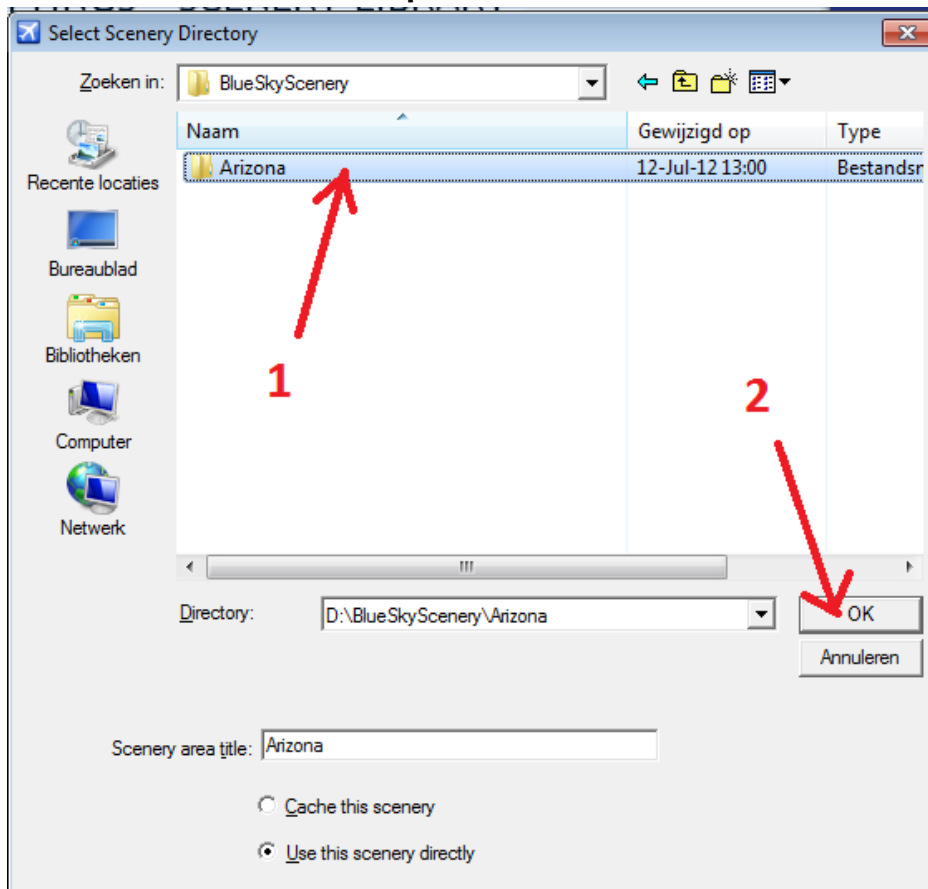 Select Scenery Directory
Zoeken in: BlueSkyScenery
Naam Gewijzigd op Type
Arizona 12-Jul-12 13:00 Bestandsr
Recente locaties
Bureaublad
Bibliotheken
Computer
Netwerk
1
2
Directory: D:\BlueSkyScenery\Arizona OK
Annuleren
Scenery area title: Arizona
Cache this scenery
Use this scenery directly